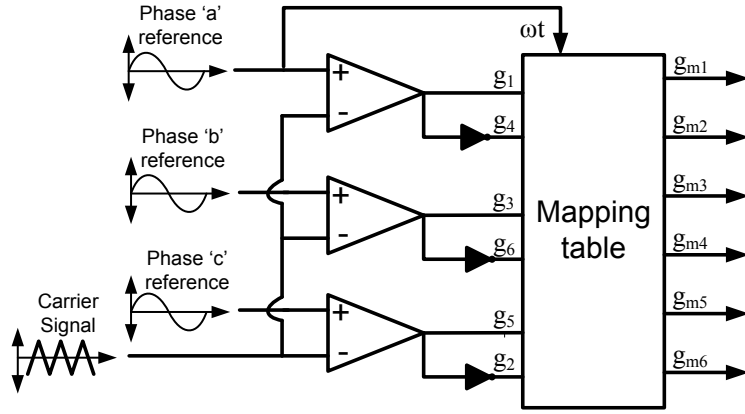 Phase ‘a’
reference
ωt
g1
g4
gm1
gm2
Phase ‘b’
reference
g3
g6
gm3
gm4
Mapping
table
Phase ‘c’
reference
g5
g2
gm5
gm6
Carrier
Signal
+
-
+
-
+
-